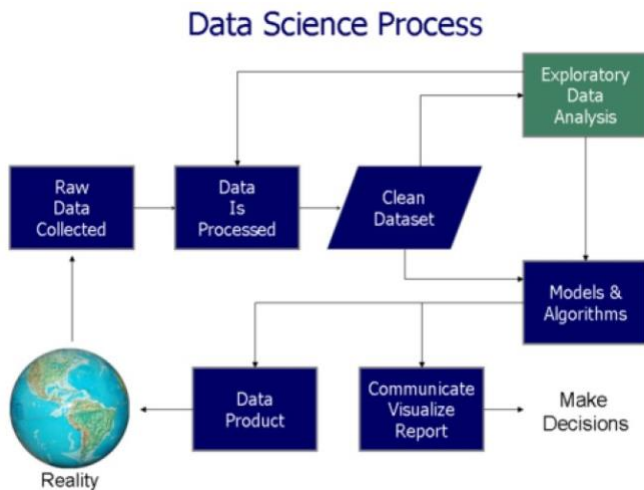 Data Science Process
Exploratory
Data
Analysis
Raw
Data
Collected
Data
Is
Processed
Clean
Dataset
Models &
Algorithms
Data
Product
Communicate
Visualize
Report
Make
Decisions
Reality